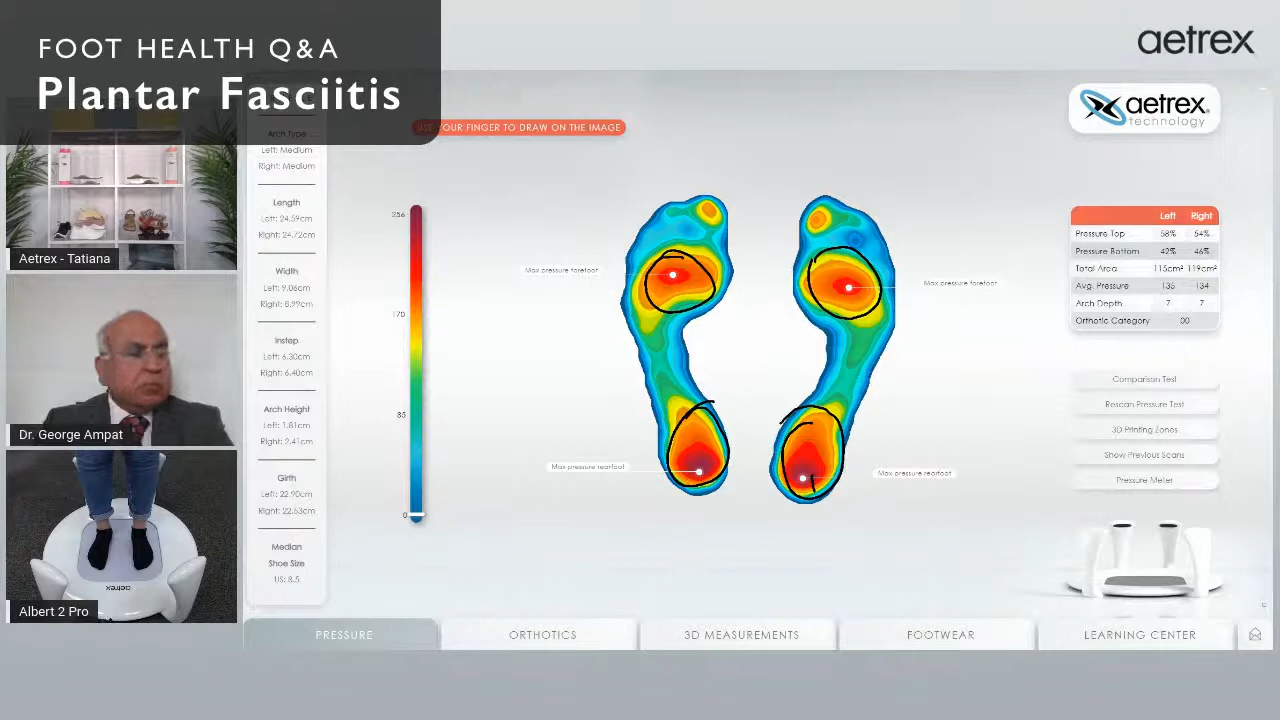 FOOT HEALTH Q&A
Plantar Fasciitis
aetrex
aetrex
technology
USE YOUR FINGER TO DRAW ON THE IMAGE
Arch Type
Left: Medium
Right: Medium
Length
Left: 24.59cm
Right: 24.72cm
Width
Left: 9.06cm
Right: 8.99cm
Instep
Left: 6.30cm
Right: 6.40cm
Arch Height
Left: 1.81cm
Right: 2.41cm
Girth
Left: 22.90cm
Right: 22.53cm
Median
Shoe Size
US: 8.5
256
170
85
0
Max pressure forefoot
Max pressure forefoot
Max pressure rearfoot
Max pressure rearfoot
Left Right
Pressure Top 58% 54%
Pressure Bottom 42% 46%
Total Area 115cm² 119cm²
Avg. Pressure 135 134
Arch Depth 7 7
Orthotic Category 00
Comparison Test
Rescan Pressure Test
3D Printing Zones
Show Previous Scans
Pressure Meter
Aetrex - Tatiana
Dr. George Ampat
aetrex
Albert 2 Pro
PRESSURE
ORTHOTICS
3D MEASUREMENTS
FOOTWEAR
LEARNING CENTER